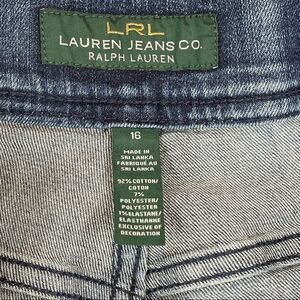 LRL
LAUREN JEANS CO.
RALPH LAUREN
16
MADE IN
SRI LANKA
FABRIQUÉ AU
SRI LANKA
92% COTTON/
COTON
7%
POLYESTER/
POLYESTER
1% ELASTANE/
ELASTHANNE
EXCLUSIVE OF
DECORATION